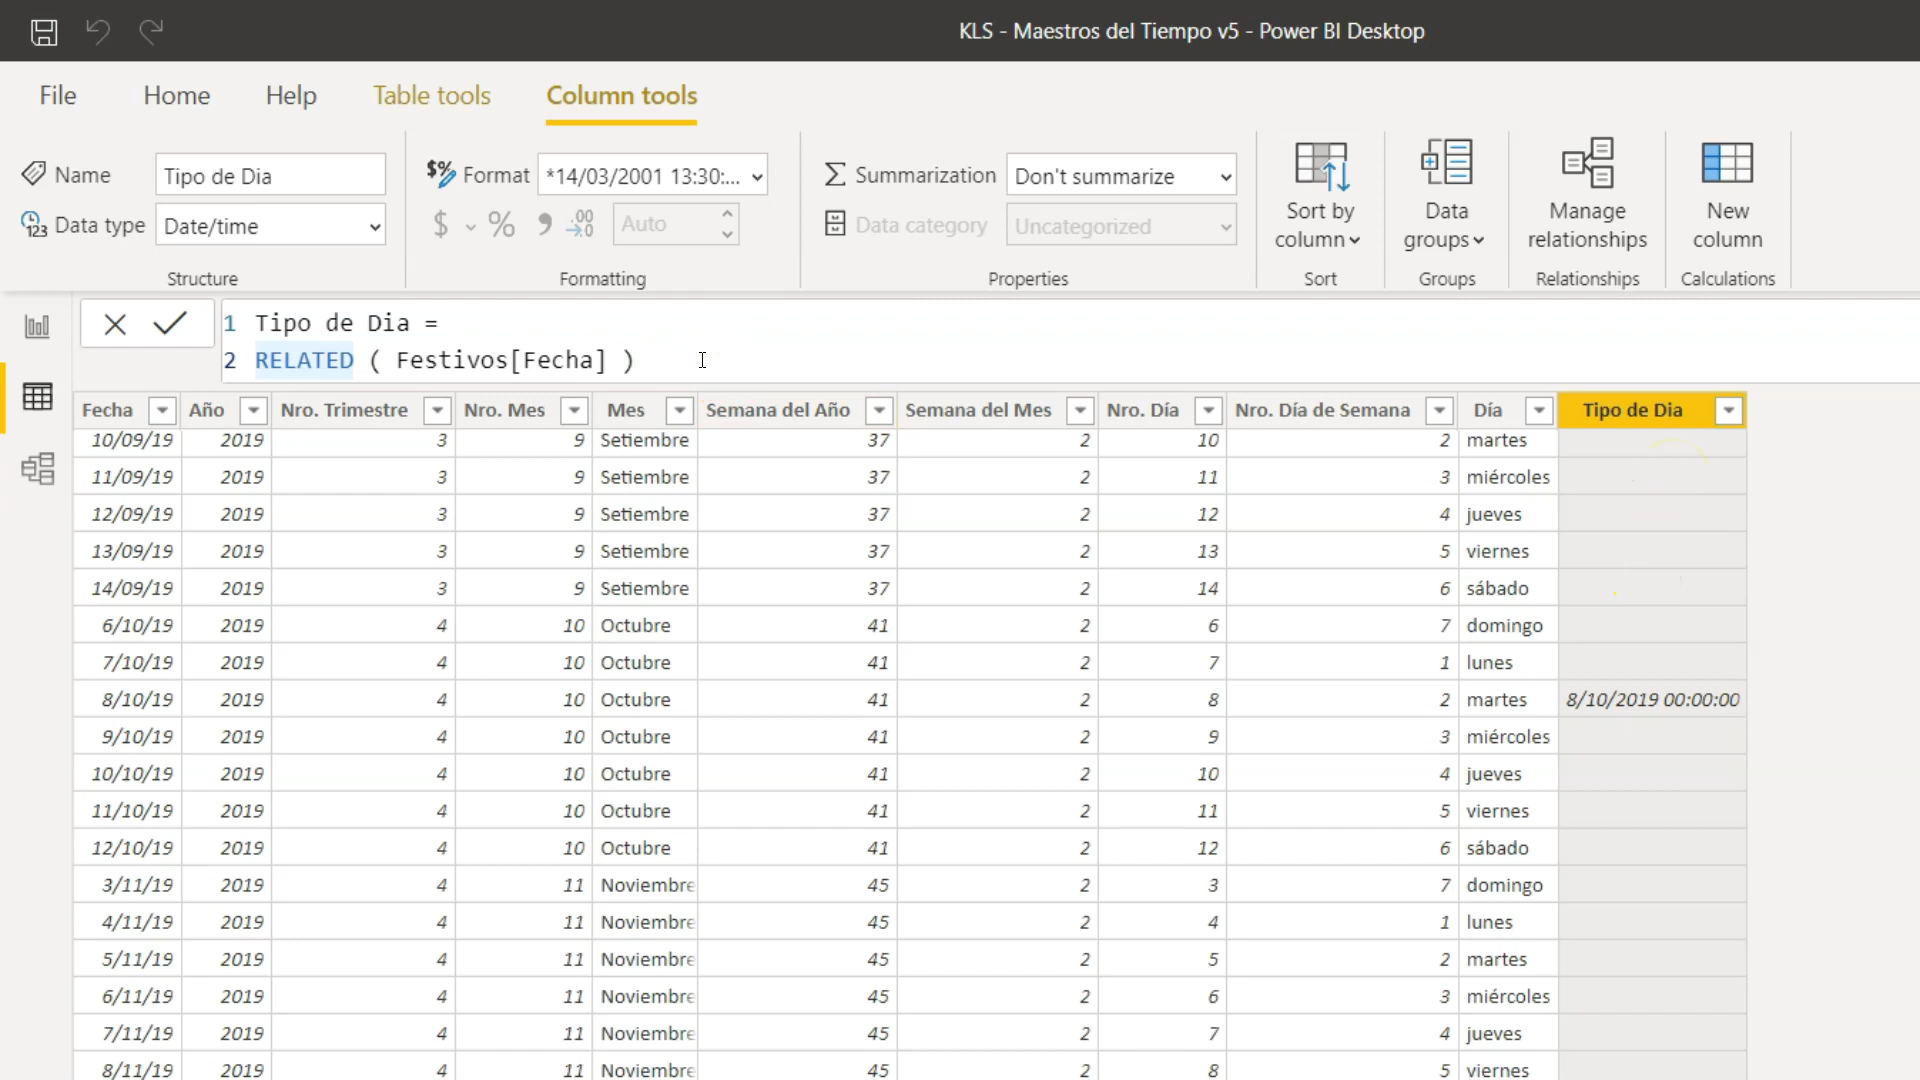 KLS - Maestros del Tiempo v5 - Power BI Desktop
File Home Help Table tools Column tools
Name Tipo de Dia
Data type Date/time
Structure
Format *14/03/2001 13:30:...
$ % 9 .00 Auto
Formatting
Summarization Don't summarize
Data category Uncategorized
Properties
Sort by
column
Sort
Data
groups
Groups
Manage
relationships
Relationships
New
column
Calculations
1 Tipo de Dia =
2 RELATED ( Festivos[Fecha] )
Fecha Año Nro. Trimestre Nro. Mes Mes Semana del Año Semana del Mes Nro. Día Nro. Día de Semana Día Tipo de Dia
10/09/19 2019 3 9 Setiembre 37 2 10 2 martes
11/09/19 2019 3 9 Setiembre 37 2 11 3 miércoles
12/09/19 2019 3 9 Setiembre 37 2 12 4 jueves
13/09/19 2019 3 9 Setiembre 37 2 13 5 viernes
14/09/19 2019 3 9 Setiembre 37 2 14 6 sábado
6/10/19 2019 4 10 Octubre 41 2 6 7 domingo
7/10/19 2019 4 10 Octubre 41 2 7 1 lunes
8/10/19 2019 4 10 Octubre 41 2 8 2 martes 8/10/2019 00:00:00
9/10/19 2019 4 10 Octubre 41 2 9 3 miércoles
10/10/19 2019 4 10 Octubre 41 2 10 4 jueves
11/10/19 2019 4 10 Octubre 41 2 11 5 viernes
12/10/19 2019 4 10 Octubre 41 2 12 6 sábado
3/11/19 2019 4 11 Noviembre 45 2 3 7 domingo
4/11/19 2019 4 11 Noviembre 45 2 4 1 lunes
5/11/19 2019 4 11 Noviembre 45 2 5 2 martes
6/11/19 2019 4 11 Noviembre 45 2 6 3 miércoles
7/11/19 2019 4 11 Noviembre 45 2 7 4 jueves
8/11/19 2019 4 11 Noviembre 45 2 8 5 viernes